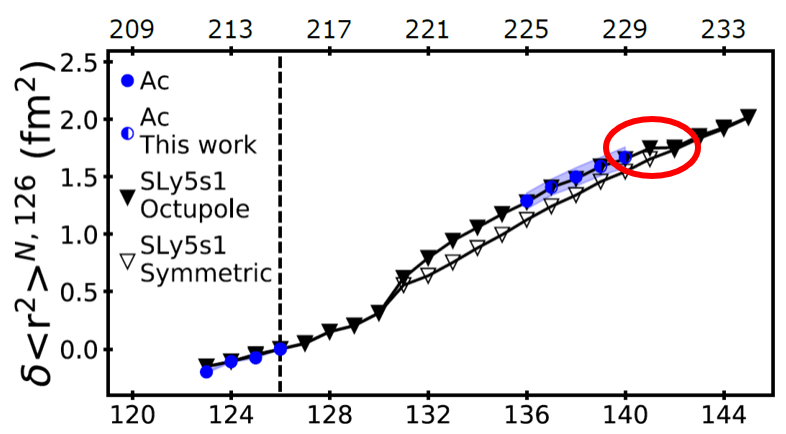 209 213 217 221 225 229 233
δ<r²>^{N,126} (fm²)
2.5
2.0
1.5
1.0
0.5
0.0
Ac
Ac
This work
SLy5s1
Octupole
SLy5s1
Symmetric
120 124 128 132 136 140 144